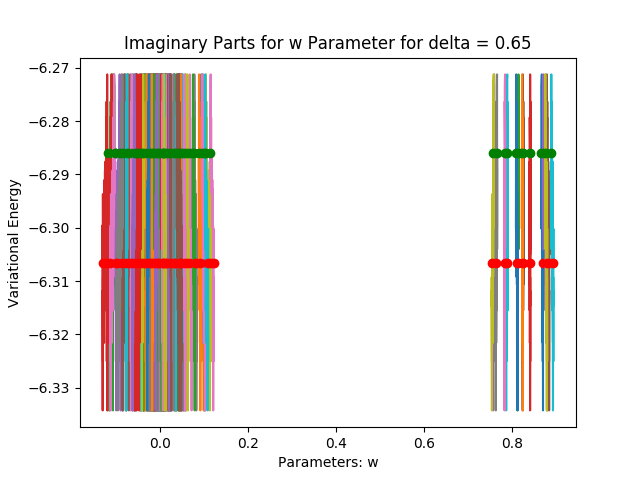 Imaginary Parts for w Parameter for delta = 0.65
Variational Energy
−6.27
−6.28
−6.29
−6.30
−6.31
−6.32
−6.33
0.0 0.2 0.4 0.6 0.8
Parameters: w